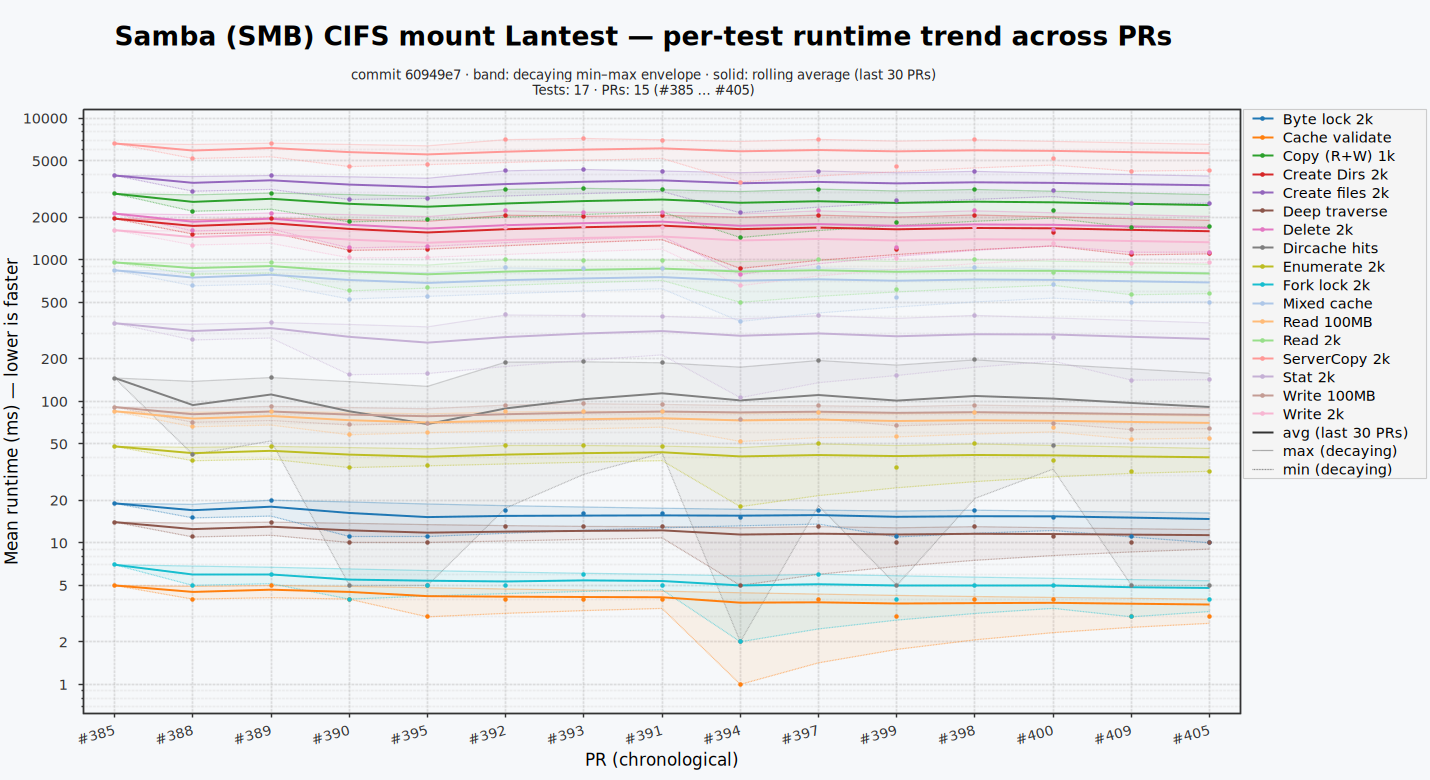 Samba (SMB) CIFS mount Lantest — per-test runtime trend across PRs
commit 60949e7 · band: decaying min–max envelope · solid: rolling average (last 30 PRs)
Tests: 17 · PRs: 15 (#385 … #405)
Mean runtime (ms) — lower is faster
10000
5000
2000
1000
500
200
100
50
20
10
5
2
1
#385
#388
#389
#390
#395
#392
#393
#391
#394
#397
#399
#398
#400
#409
#405
PR (chronological)
Byte lock 2k
Cache validate
Copy (R+W) 1k
Create Dirs 2k
Create files 2k
Deep traverse
Delete 2k
Dircache hits
Enumerate 2k
Fork lock 2k
Mixed cache
Read 100MB
Read 2k
ServerCopy 2k
Stat 2k
Write 100MB
Write 2k
avg (last 30 PRs)
max (decaying)
min (decaying)